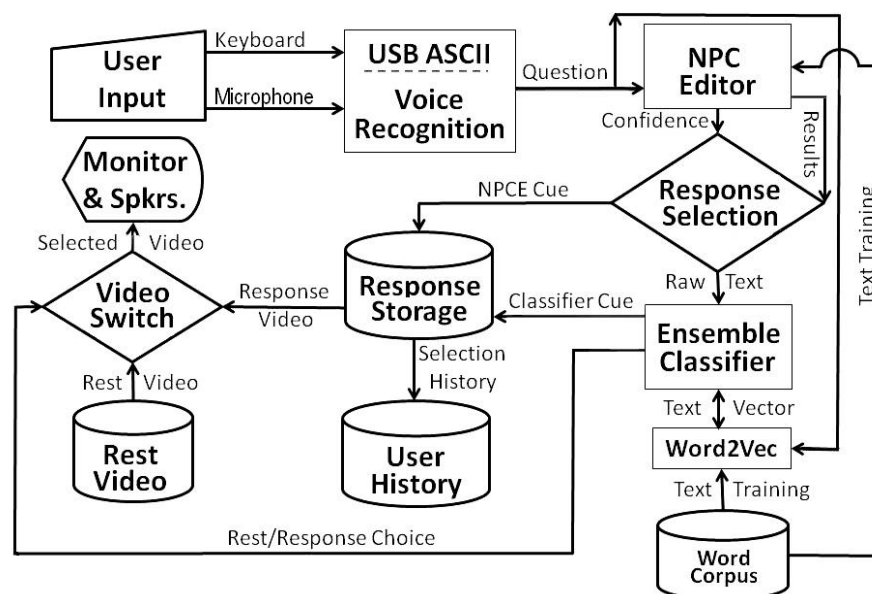 User
Input
Keyboard
Microphone
USB ASCII
Voice
Recognition
Question
NPC
Editor
Confidence
Results
Text Training
Monitor
& Spkrs.
NPCE Cue
Response
Selection
Selected Video
Raw Text
Video
Switch
Response
Video
Response
Storage
Classifier Cue
Ensemble
Classifier
Selection
History
Rest Video
Text Vector
Rest
Video
User
History
Word2Vec
Text Training
Rest/Response Choice
Word
Corpus